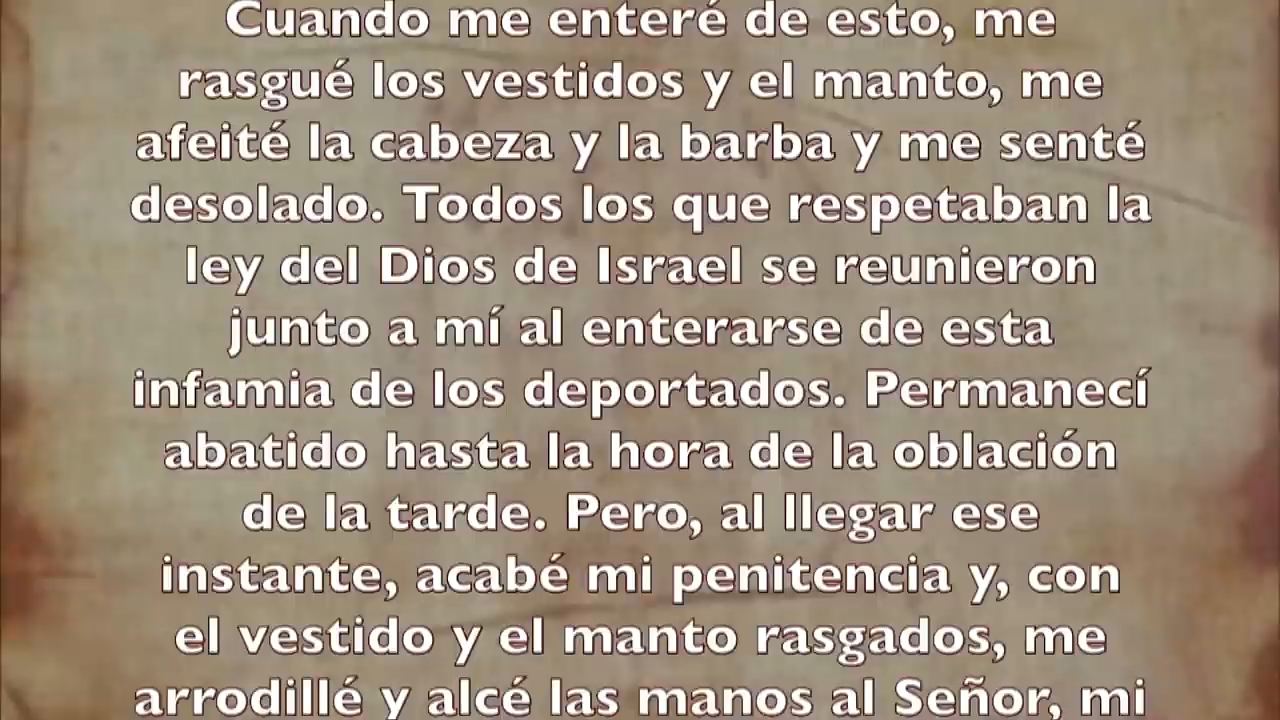 Cuando me enteré de esto, me
rasgué los vestidos y el manto, me
afeité la cabeza y la barba y me senté
desolado. Todos los que respetaban la
ley del Dios de Israel se reunieron
junto a mí al enterarse de esta
infamia de los deportados. Permanecí
abatido hasta la hora de la oblación
de la tarde. Pero, al llegar ese
instante, acabé mi penitencia y, con
el vestido y el manto rasgados, me
arrodillé y alcé las manos al Señor, mi